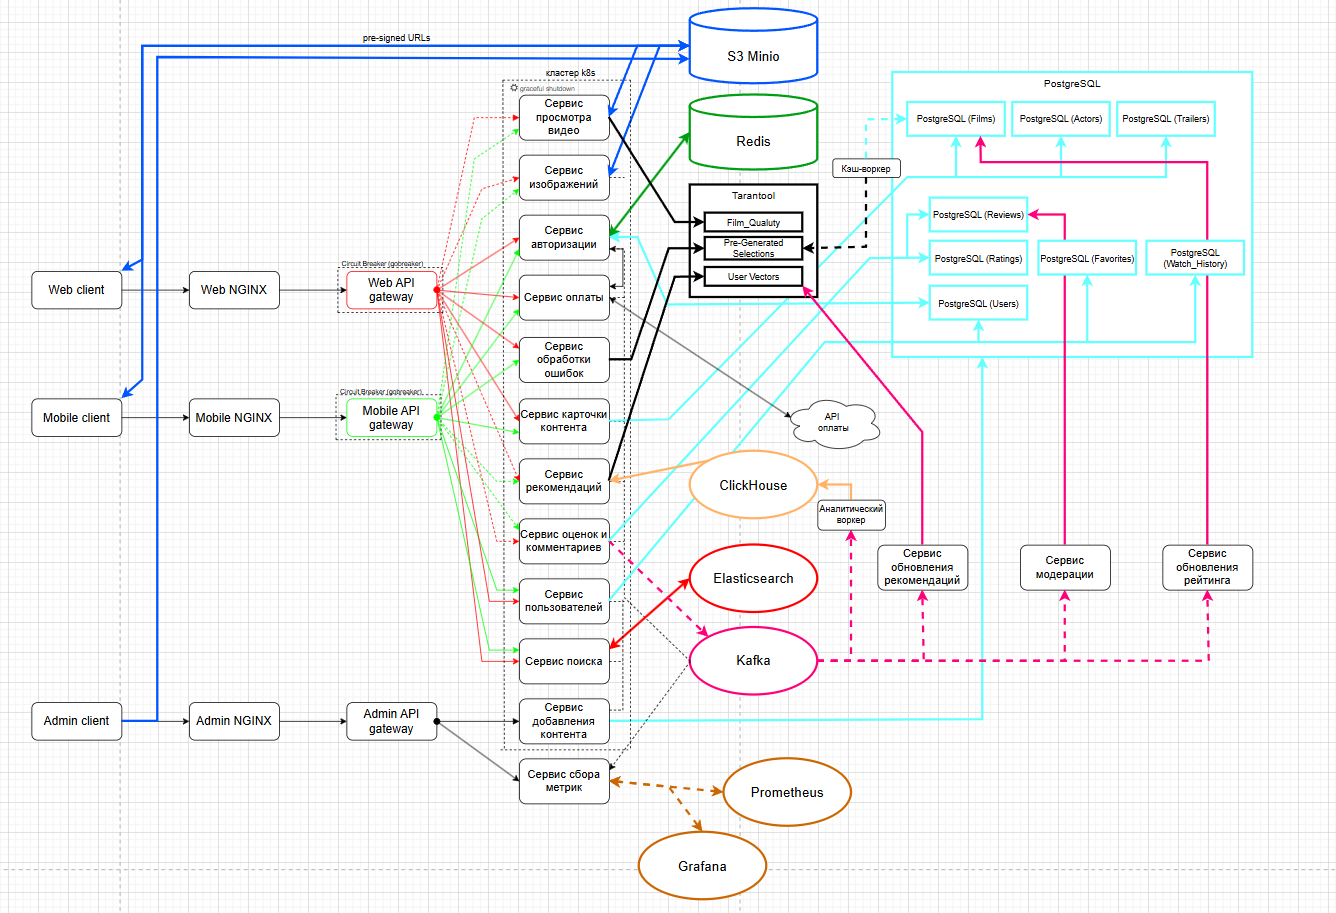 pre-signed URLs
S3 Minio
кластер k8s
graceful shutdown
PostgreSQL
Сервис
просмотра
видео
Redis
PostgreSQL (Films)
PostgreSQL (Actors)
PostgreSQL (Trailers)
Кэш-воркер
Сервис
изображений
Tarantool
Film_Qualuty
Pre-Generated
Selections
User Vectors
PostgreSQL (Reviews)
Сервис
авторизации
PostgreSQL (Ratings)
PostgreSQL (Favorites)
PostgreSQL
(Watch_History)
PostgreSQL (Users)
Circuit Breaker (gobreaker)
Web client
Web NGINX
Web API
gateway
Сервис оплаты
Сервис
обработки
ошибок
Circuit Breaker (gobreaker)
Mobile client
Mobile NGINX
Mobile API
gateway
Сервис карточки
контента
API
оплаты
Сервис
рекомендаций
ClickHouse
Аналитический
воркер
Сервис оценок и
комментариев
Сервис
обновления
рекомендаций
Сервис
модерации
Сервис
обновления
рейтинга
Elasticsearch
Сервис
пользователей
Сервис поиска
Kafka
Admin client
Admin NGINX
Admin API
gateway
Сервис
добавления
контента
Сервис сбора
метрик
Prometheus
Grafana